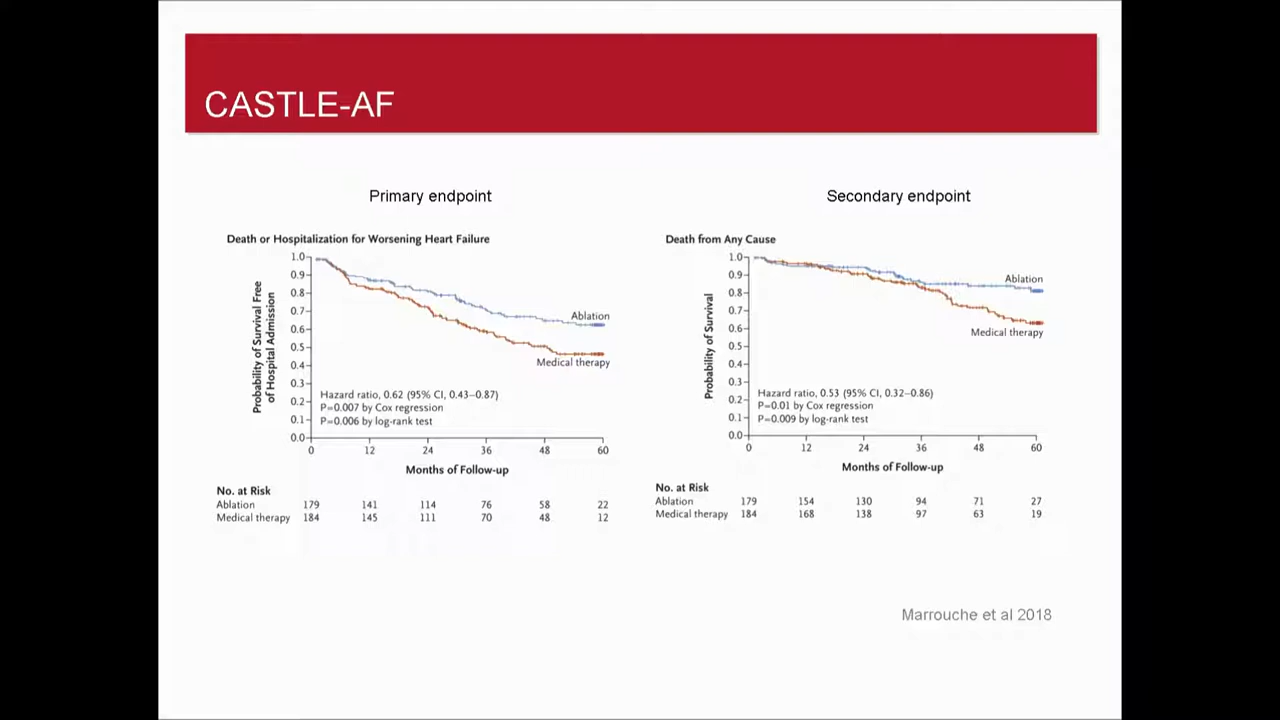 CASTLE-AF
Primary endpoint
Death or Hospitalization for Worsening Heart Failure
Probability of Survival Free
of Hospital Admission
1.0
0.9
0.8
0.7
0.6
0.5
0.4
0.3
0.2
0.1
0.0
Ablation
Medical therapy
Hazard ratio, 0.62 (95% CI, 0.43–0.87)
P=0.007 by Cox regression
P=0.006 by log-rank test
0 12 24 36 48 60
Months of Follow-up
No. at Risk
Ablation 179 141 114 76 58 22
Medical therapy 184 145 111 70 48 12
Secondary endpoint
Death from Any Cause
Probability of Survival
1.0
0.9
0.8
0.7
0.6
0.5
0.4
0.3
0.2
0.1
0.0
Ablation
Medical therapy
Hazard ratio, 0.53 (95% CI, 0.32–0.86)
P=0.01 by Cox regression
P=0.009 by log-rank test
0 12 24 36 48 60
Months of Follow-up
No. at Risk
Ablation 179 154 130 94 71 27
Medical therapy 184 168 138 97 63 19
Marrouche et al 2018